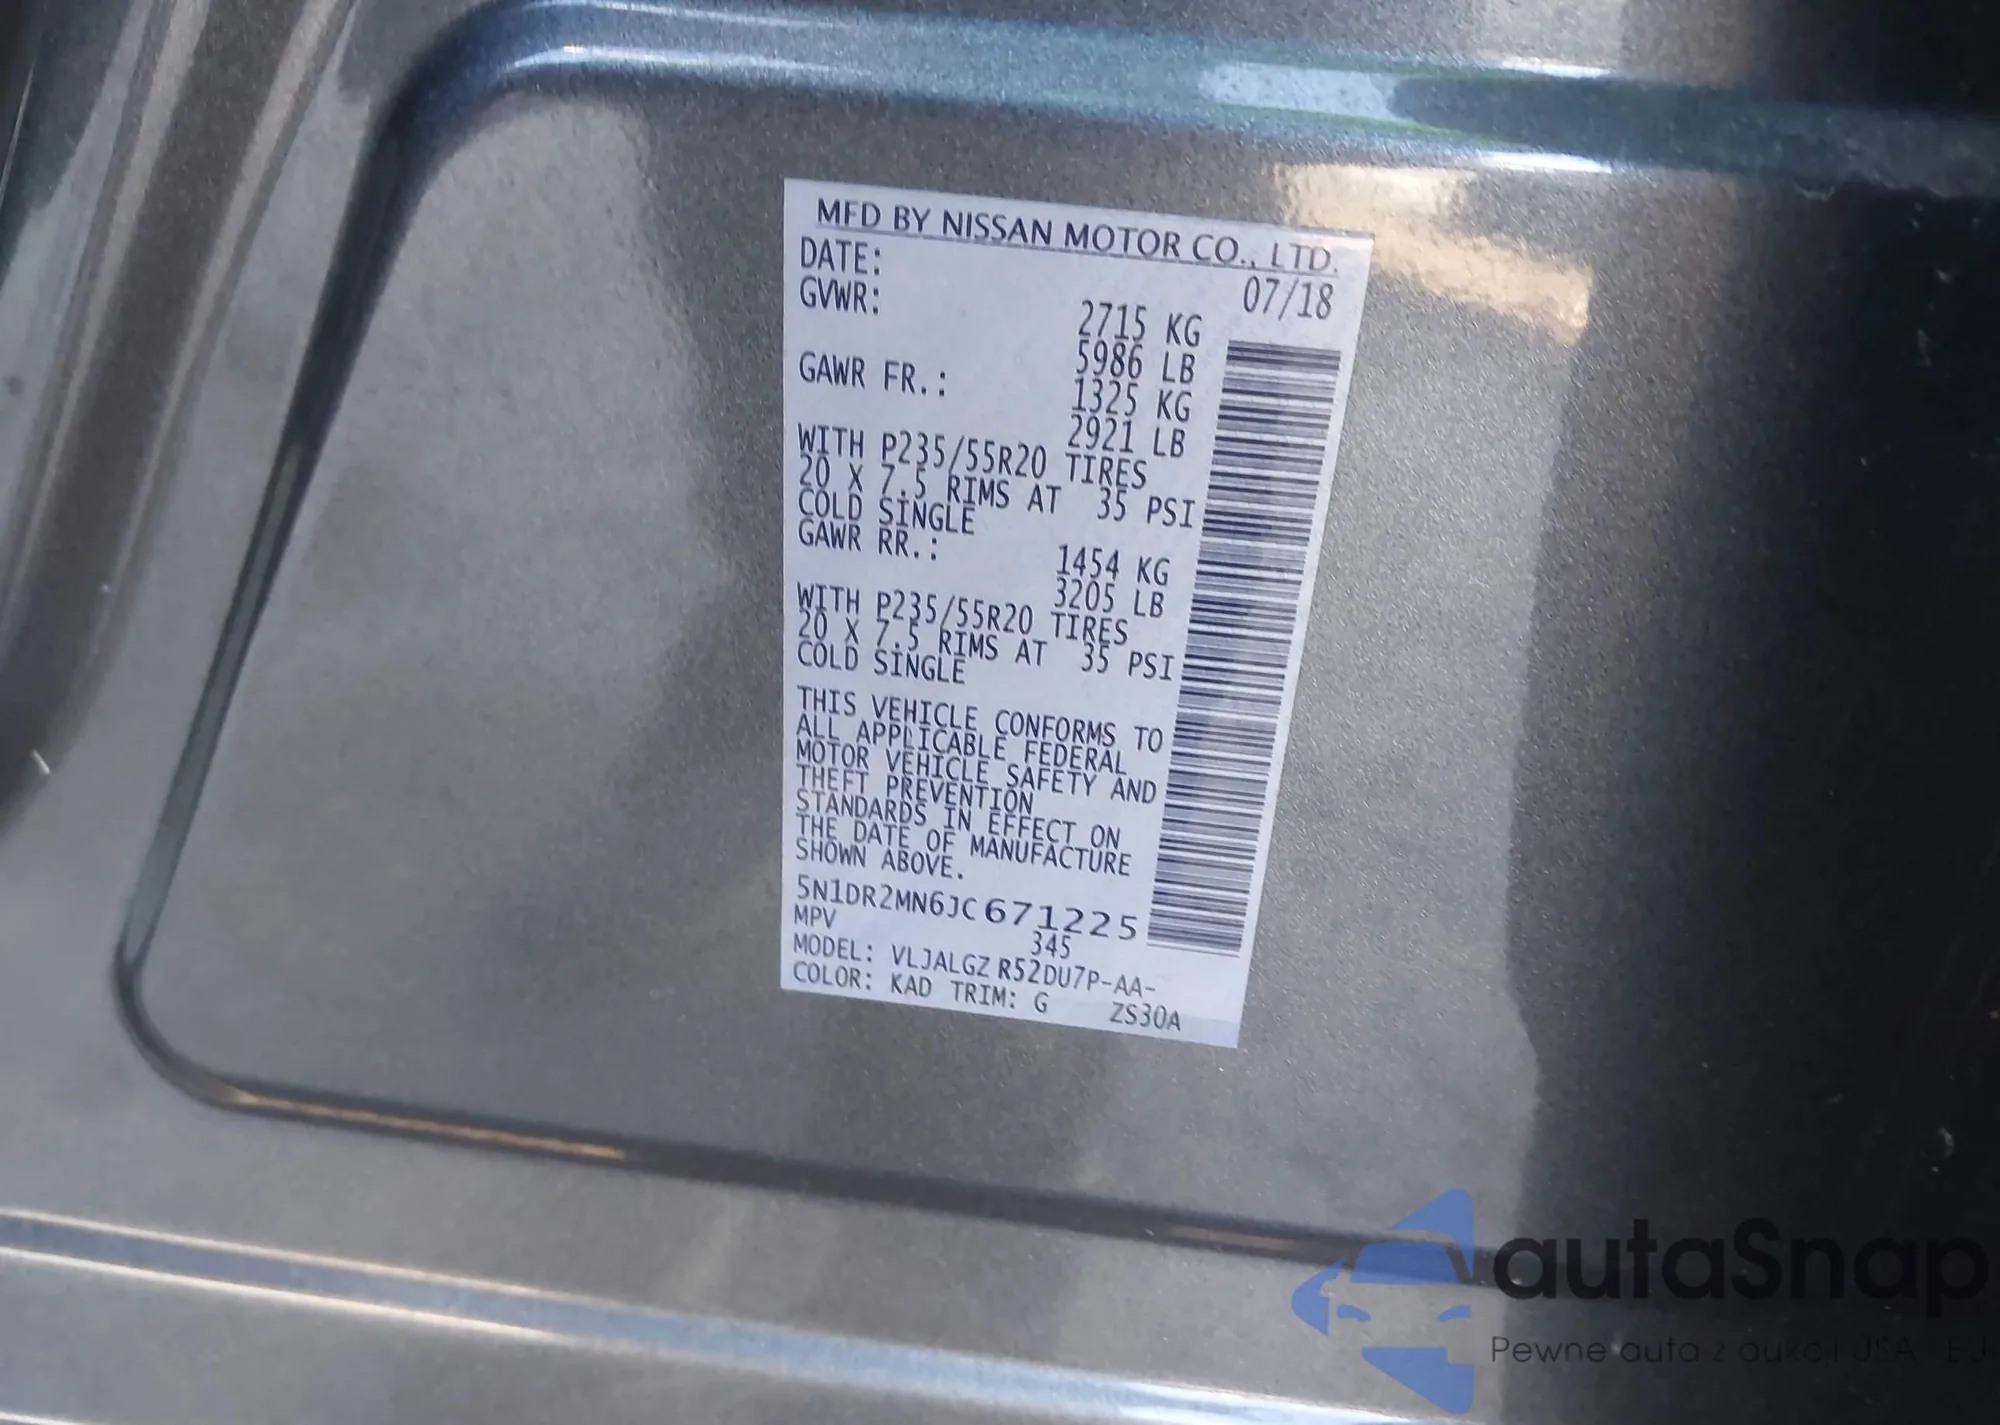 MFD BY NISSAN MOTOR CO., LTD.
DATE: 07/18
GVWR: 2715 KG
5986 LB
GAWR FR.: 1325 KG
2921 LB
WITH P235/55R20 TIRES
20 X 7.5 RIMS AT 35 PSI
COLD SINGLE
GAWR RR.: 1454 KG
3205 LB
WITH P235/55R20 TIRES
20 X 7.5 RIMS AT 35 PSI
COLD SINGLE
THIS VEHICLE CONFORMS TO
ALL APPLICABLE FEDERAL
MOTOR VEHICLE SAFETY AND
THEFT PREVENTION
STANDARDS IN EFFECT ON
THE DATE OF MANUFACTURE
SHOWN ABOVE.
5N1DR2MN6JC671225
MPV 345
MODEL: VLJALGZ R52DU7P-AA-
COLOR: KAD TRIM: G ZS30A
autaSnap
Pewne auta z aukcji USA